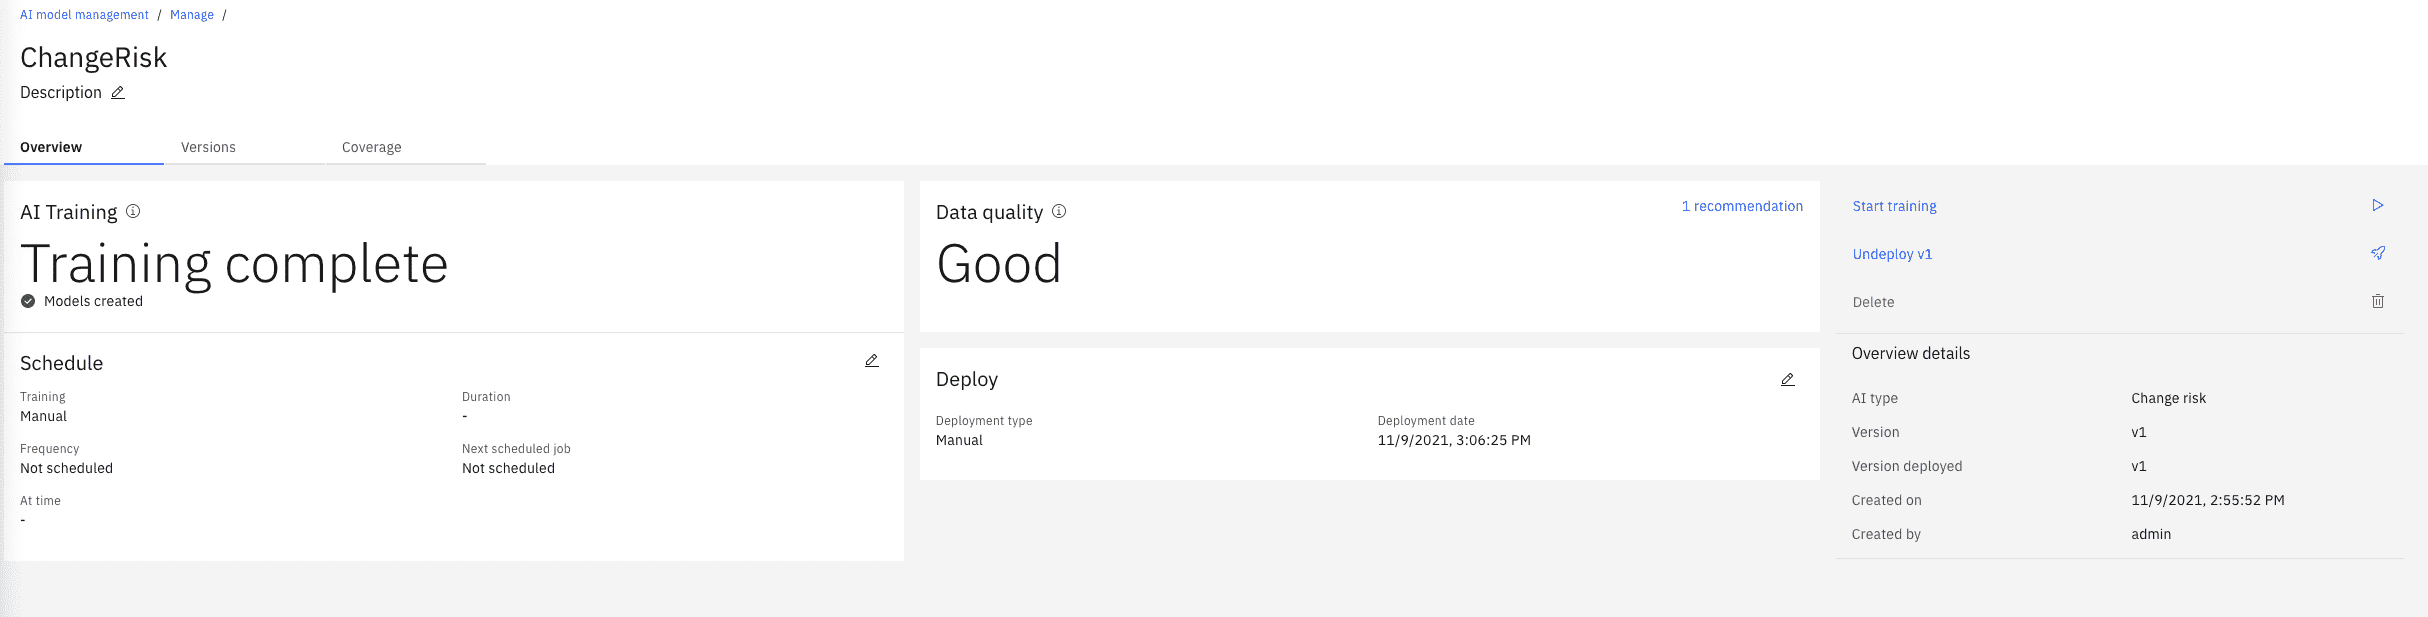 AI model management / Manage /
ChangeRisk
Description
Overview Versions Coverage
AI Training
Training complete
Models created
Schedule
Training Duration
Manual -
Frequency Next scheduled job
Not scheduled Not scheduled
At time
-
Data quality 1 recommendation
Good
Deploy
Deployment type Deployment date
Manual 11/9/2021, 3:06:25 PM
Start training
Undeploy v1
Delete
Overview details
AI type Change risk
Version v1
Version deployed v1
Created on 11/9/2021, 2:55:52 PM
Created by admin